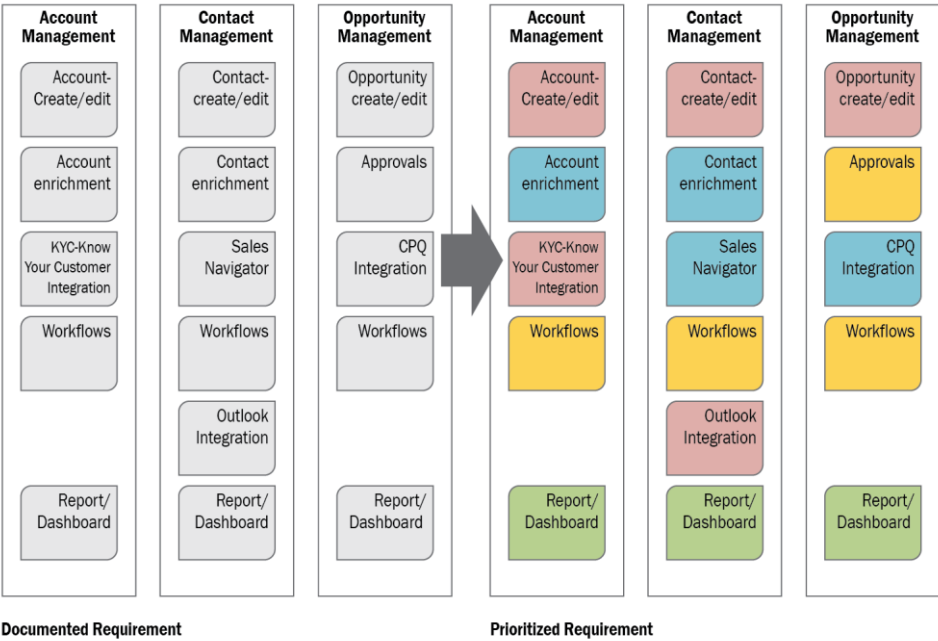 Account
Management
Account-
Create/edit
Account
enrichment
KYC-Know
Your Customer
Integration
Workflows
Report/
Dashboard
Contact
Management
Contact-
create/edit
Contact
enrichment
Sales
Navigator
Workflows
Outlook
Integration
Report/
Dashboard
Opportunity
Management
Opportunity
create/edit
Approvals
CPQ
Integration
Workflows
Report/
Dashboard
Documented Requirement
Account
Management
Account-
Create/edit
Account
enrichment
KYC-Know
Your Customer
Integration
Workflows
Report/
Dashboard
Contact
Management
Contact-
create/edit
Contact
enrichment
Sales
Navigator
Workflows
Outlook
Integration
Report/
Dashboard
Opportunity
Management
Opportunity
create/edit
Approvals
CPQ
Integration
Workflows
Report/
Dashboard
Prioritized Requirement